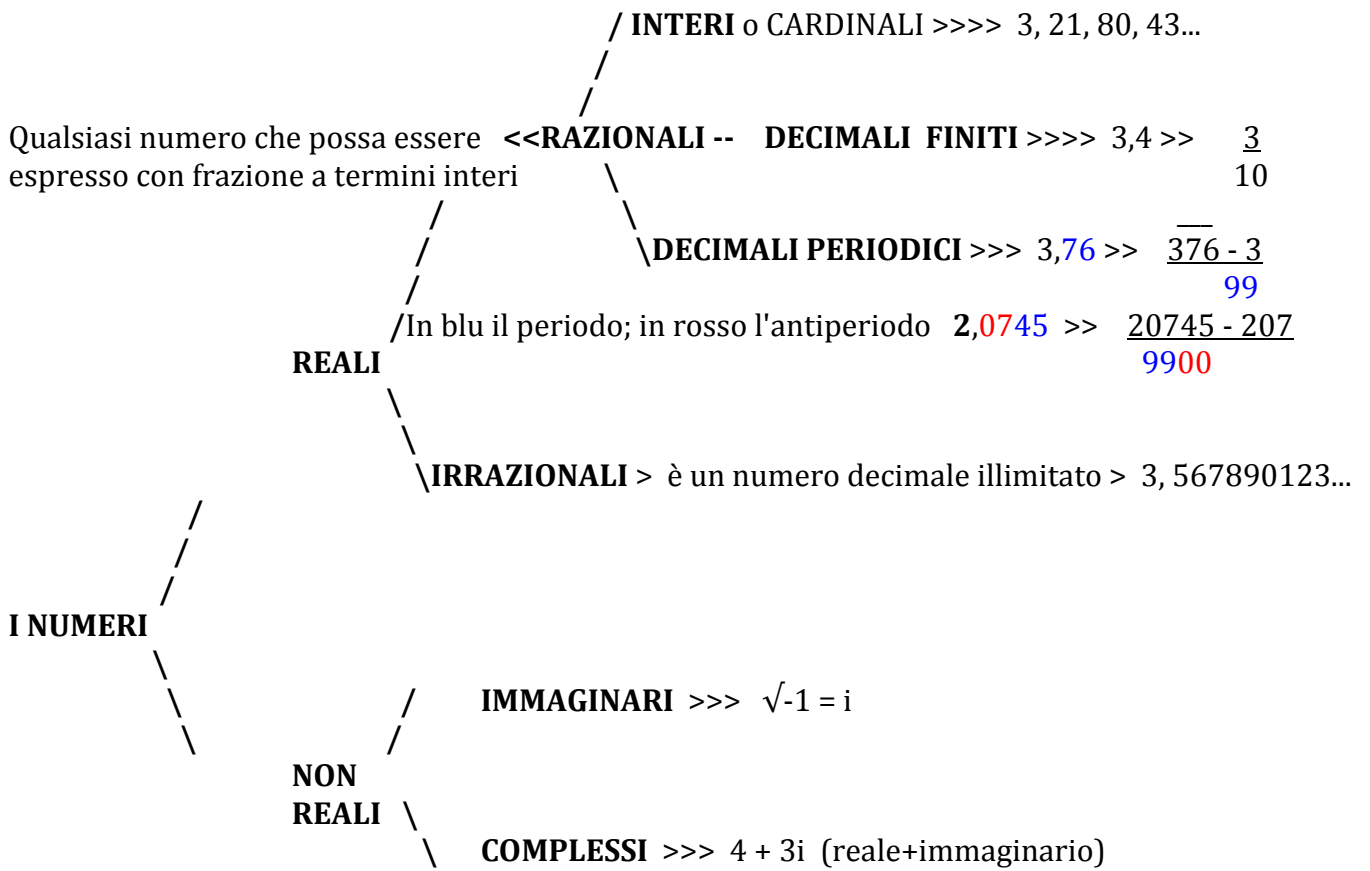 / INTERI o CARDINALI >>>> 3, 21, 80, 43...
/
/
Qualsiasi numero che possa essere <<RAZIONALI -- DECIMALI FINITI >>>> 3,4 >> 3
espresso con frazione a termini interi \ 10
/ \
/ \DECIMALI PERIODICI >>> 3,76 >> 376 - 3
/ 99
/In blu il periodo; in rosso l'antiperiodo 2,0745 >> 20745 - 207
REALI 9900
\
\
\IRRAZIONALI > è un numero decimale illimitato > 3, 567890123...
/
/
/
I NUMERI
\
\ / IMMAGINARI >>> √-1 = i
\ /
NON
REALI \
\ COMPLESSI >>> 4 + 3i (reale+immaginario)